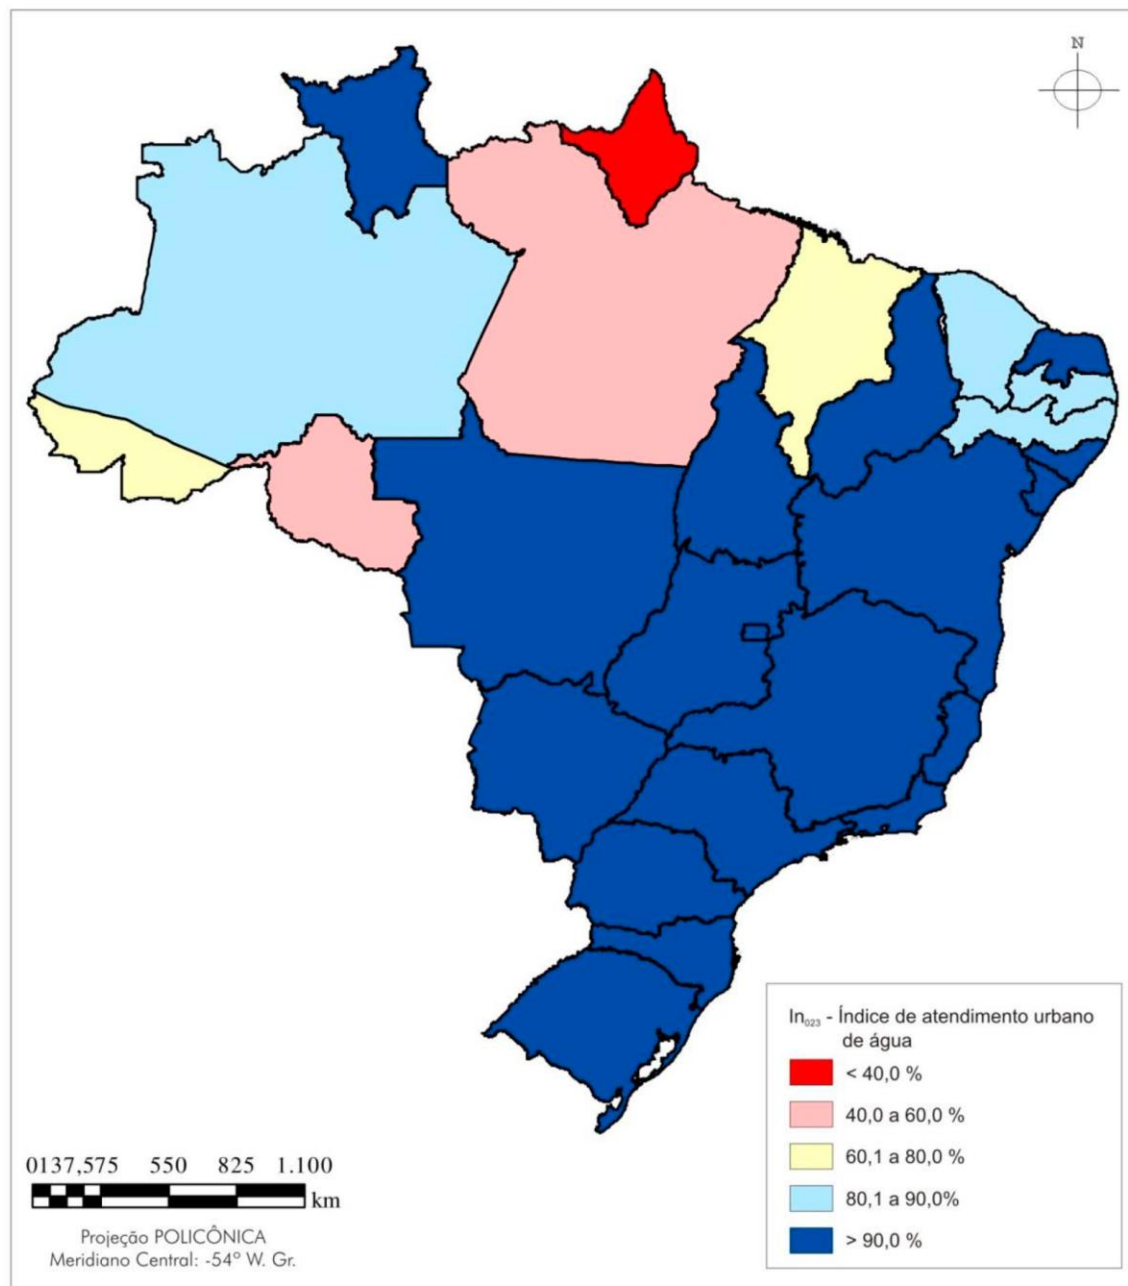 N
In023 - Índice de atendimento urbano
de água
< 40,0 %
40,0 a 60,0 %
60,1 a 80,0 %
80,1 a 90,0%
> 90,0 %
0137,575 550 825 1.100
km
Projeção POLICÔNICA
Meridiano Central: -54º W. Gr.